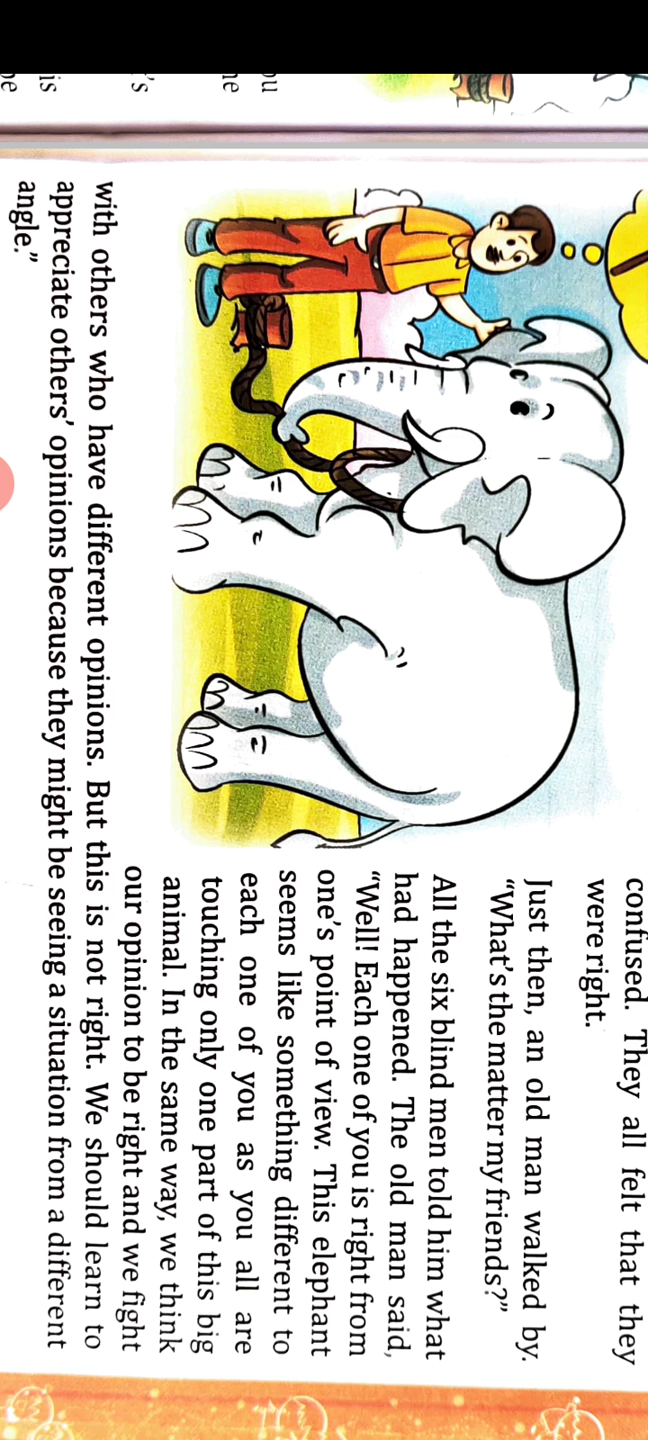 confused. They all felt that they
were right.
Just then, an old man walked by.
"What's the matter my friends?"
All the six blind men told him what
had happened. The old man said,
"Well! Each one of you is right from
one's point of view. This elephant
seems like something different to
each one of you as you all are
touching only one part of this big
animal. In the same way, we think
our opinion to be right and we fight
with others who have different opinions. But this is not right. We should learn to
appreciate others' opinions because they might be seeing a situation from a different
angle."
is